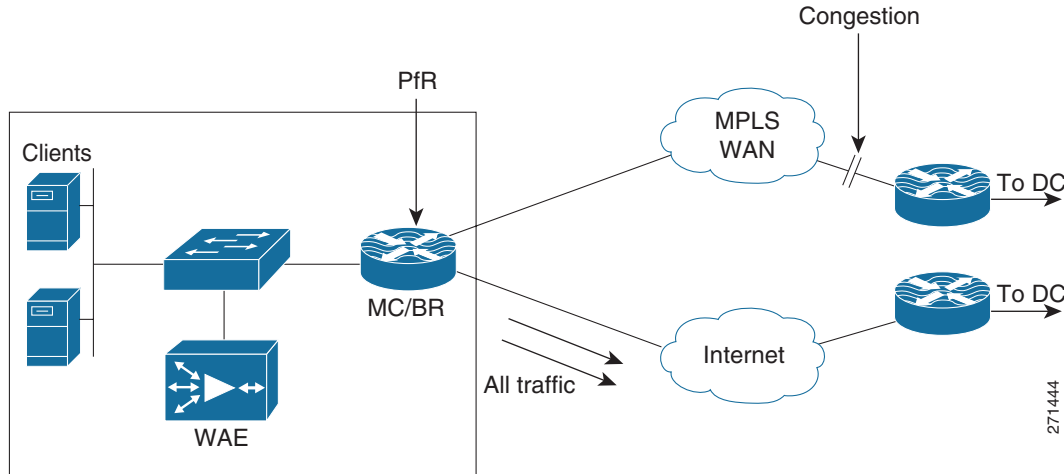 Congestion
PfR
Clients
MPLS
WAN
To DC
MC/BR
To DC
Internet
All traffic
WAE
271444